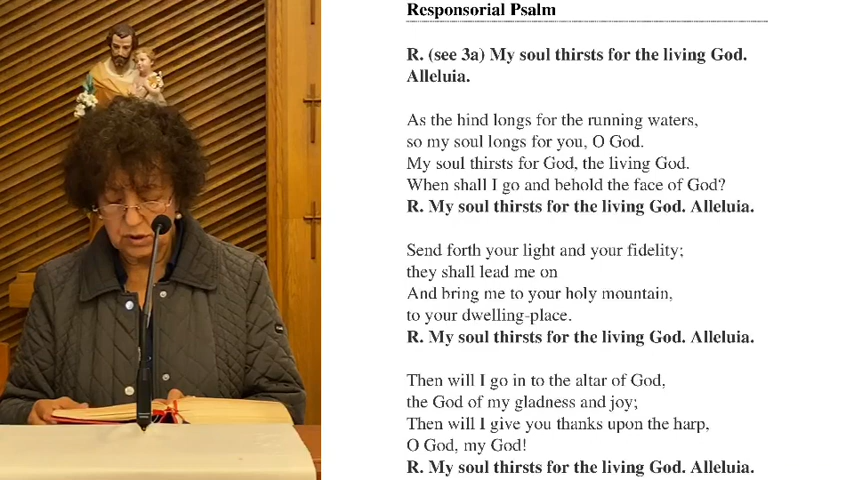 Responsorial Psalm
R. (see 3a) My soul thirsts for the living God.
Alleluia.
As the hind longs for the running waters,
so my soul longs for you, O God.
My soul thirsts for God, the living God.
When shall I go and behold the face of God?
R. My soul thirsts for the living God. Alleluia.
Send forth your light and your fidelity;
they shall lead me on
And bring me to your holy mountain,
to your dwelling-place.
R. My soul thirsts for the living God. Alleluia.
Then will I go in to the altar of God,
the God of my gladness and joy;
Then will I give you thanks upon the harp,
O God, my God!
R. My soul thirsts for the living God. Alleluia.